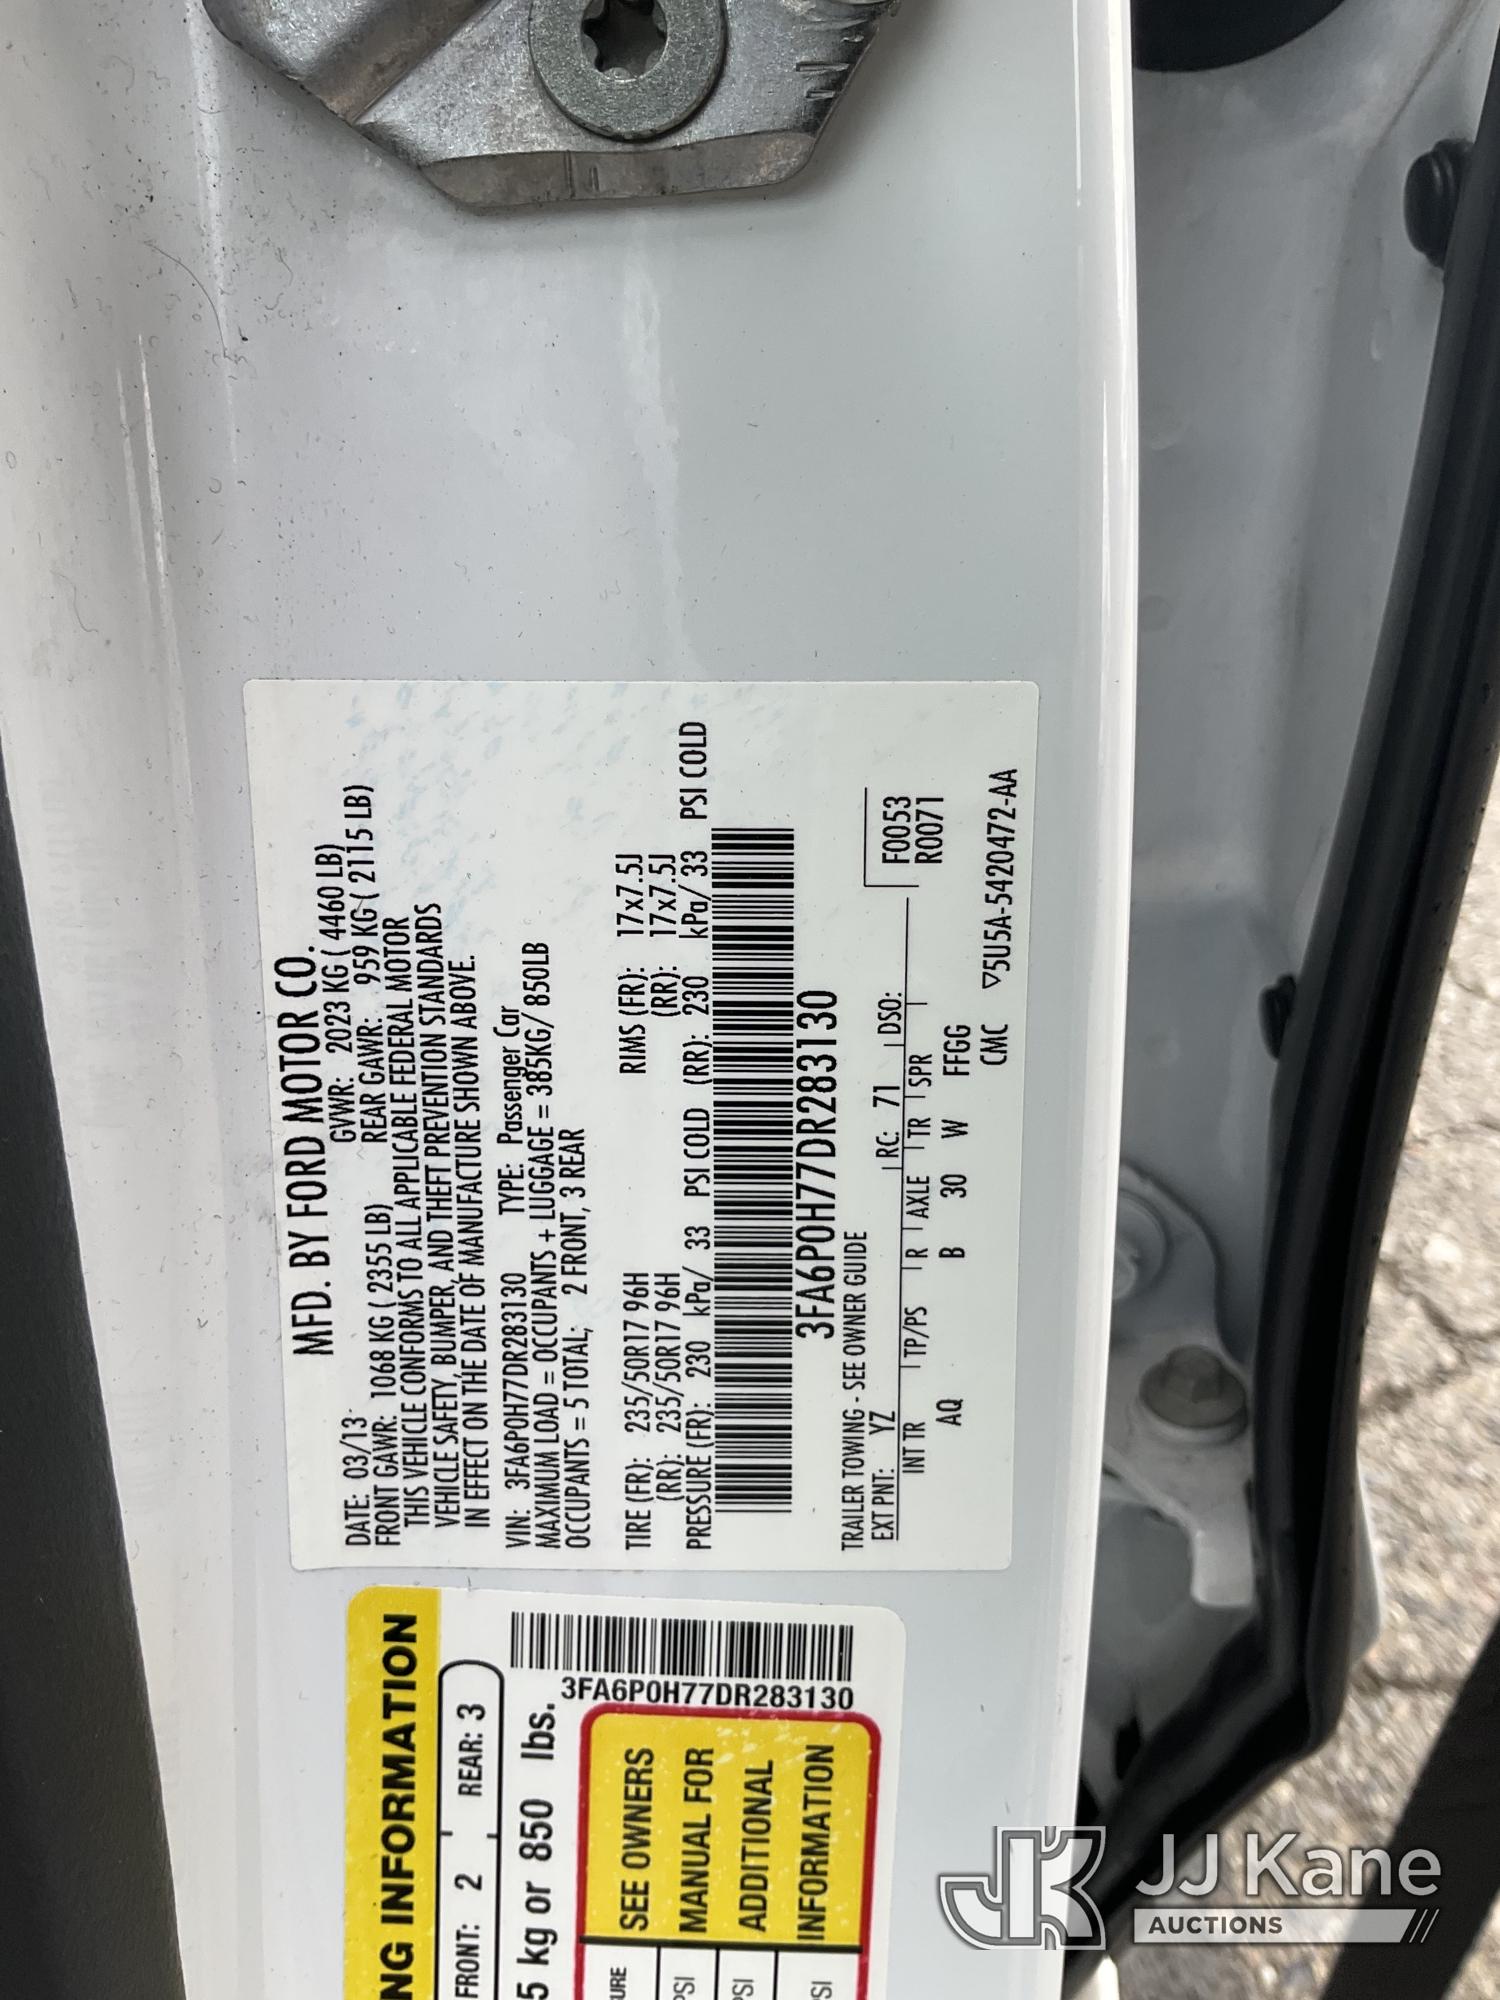 MFD. BY FORD MOTOR CO.
DATE: 03/13 GVWR: 2023 KG ( 4460 LB)
FRONT GAWR: 1068 KG ( 2355 LB) REAR GAWR: 959 KG ( 2115 LB)
THIS VEHICLE CONFORMS TO ALL APPLICABLE FEDERAL MOTOR
VEHICLE SAFETY, BUMPER, AND THEFT PREVENTION STANDARDS
IN EFFECT ON THE DATE OF MANUFACTURE SHOWN ABOVE.
VIN: 3FA6P0H77DR283130 TYPE: Passenger Car
MAXIMUM LOAD = OCCUPANTS + LUGGAGE = 385KG/ 850LB
OCCUPANTS = 5 TOTAL, 2 FRONT, 3 REAR
TIRE (FR): 235/50R17 96H RIMS (FR): 17x7.5J
(RR): 235/50R17 96H (RR): 17x7.5J
PRESSURE (FR): 230 kPa/ 33 PSI COLD (RR): 230 kPa/ 33 PSI COLD
3FA6P0H77DR283130
TRAILER TOWING - SEE OWNER GUIDE
EXT PNT: YZ RC: 71 DSO: F0053
INT TR TP/PS R AXLE TR SPR R0071
AQ B 30 W FFGG
CMC ▽5U5A-5420472-AA
NG INFORMATION
FRONT: 2 REAR: 3
5 kg or 850 lbs.
3FA6P0H77DR283130
SEE OWNERS
MANUAL FOR
ADDITIONAL
INFORMATION
URE
PSI
PSI
PSI
JJ Kane
AUCTIONS